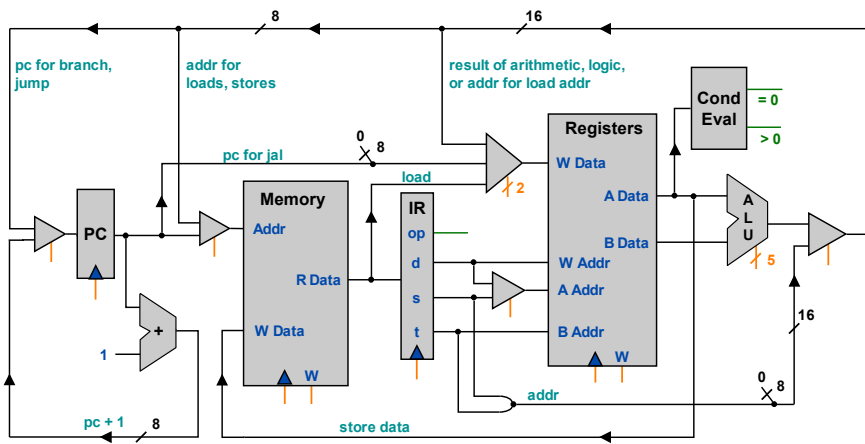 8
16
pc for branch,
jump
addr for
loads, stores
result of arithmetic, logic,
or addr for load addr
Cond
Eval
= 0
> 0
0
8
pc for jal
load
2
Registers
W Data
A Data
B Data
W Addr
A Addr
B Addr
W
A
L
U
5
Memory
Addr
R Data
W Data
W
IR
op
d
s
t
PC
+
1
16
0
8
addr
pc + 1
8
store data